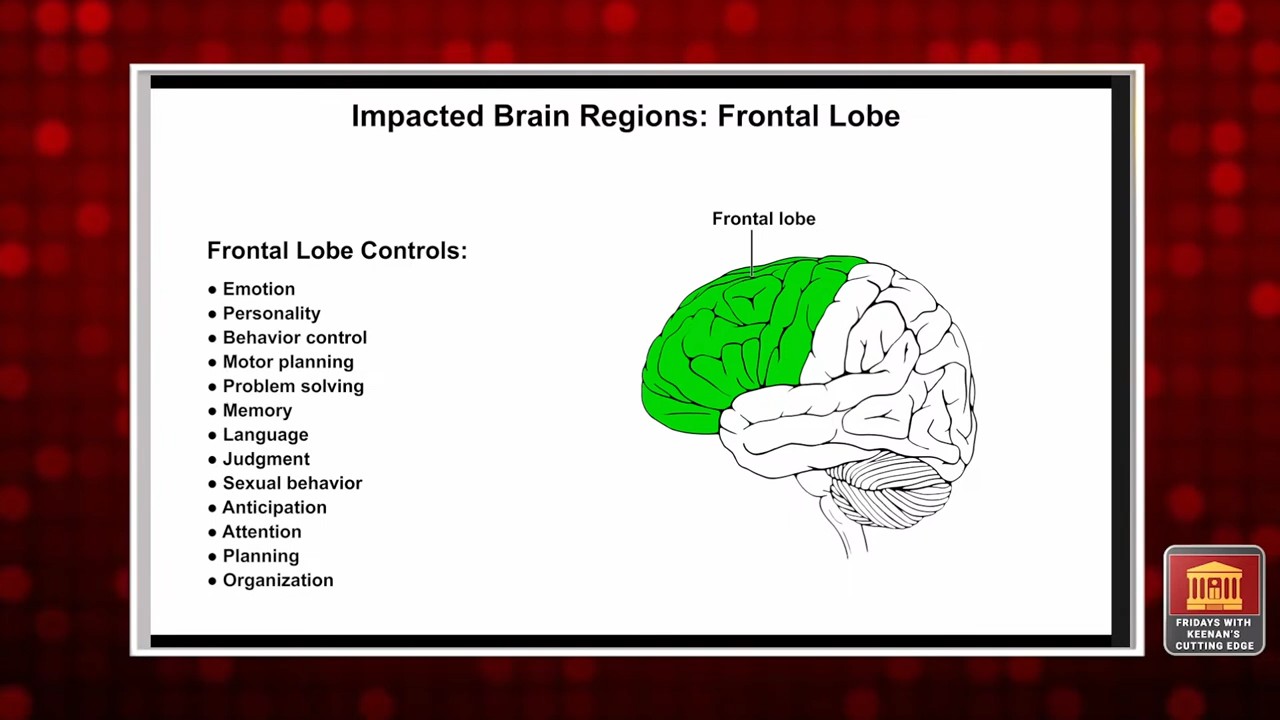 Impacted Brain Regions: Frontal Lobe
Frontal lobe
Frontal Lobe Controls:
● Emotion
● Personality
● Behavior control
● Motor planning
● Problem solving
● Memory
● Language
● Judgment
● Sexual behavior
● Anticipation
● Attention
● Planning
● Organization
FRIDAYS WITH
KEENAN'S
CUTTING EDGE